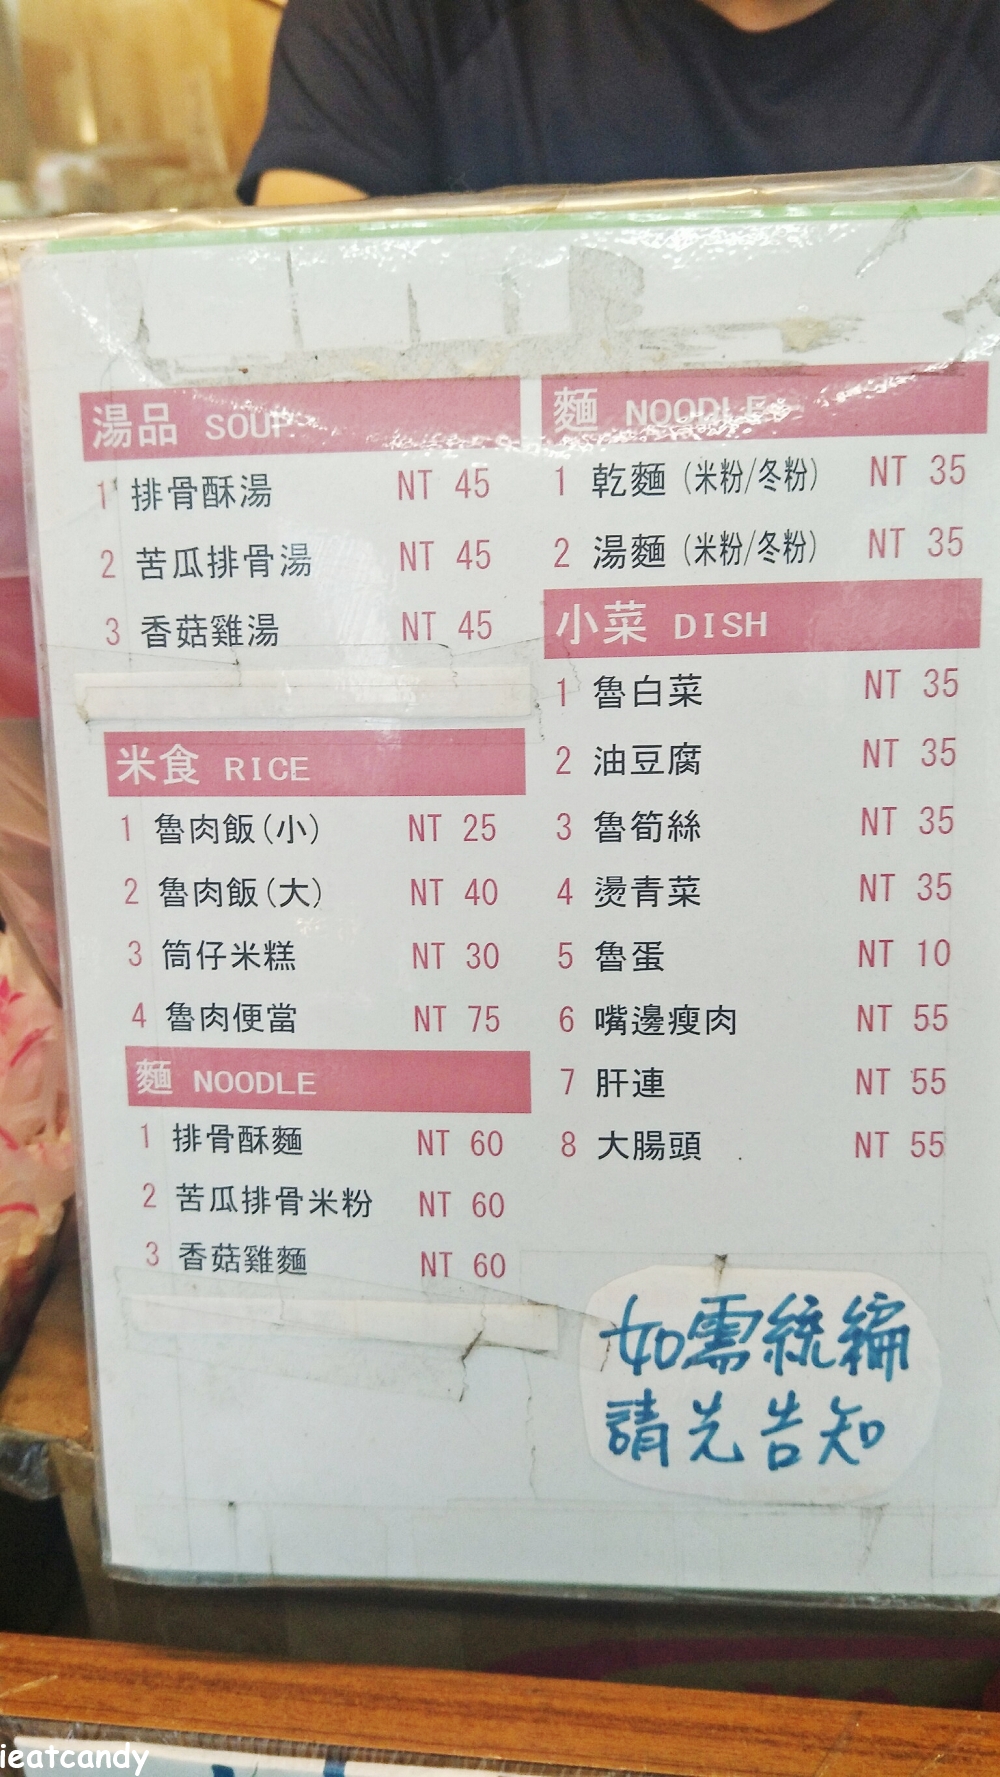 湯品 SOUP
1 排骨酥湯 NT 45
2 苦瓜排骨湯 NT 45
3 香菇雞湯 NT 45
米食 RICE
1 魯肉飯(小) NT 25
2 魯肉飯(大) NT 40
3 筒仔米糕 NT 30
4 魯肉便當 NT 75
麵 NOODLE
1 排骨酥麵 NT 60
2 苦瓜排骨米粉 NT 60
3 香菇雞麵 NT 60
麵 NOODLE
1 乾麵(米粉/冬粉) NT 35
2 湯麵(米粉/冬粉) NT 35
小菜 DISH
1 魯白菜 NT 35
2 油豆腐 NT 35
3 魯筍絲 NT 35
4 燙青菜 NT 35
5 魯蛋 NT 10
6 嘴邊瘦肉 NT 55
7 肝連 NT 55
8 大腸頭 NT 55
如需統編
請先告知
ieatcandy